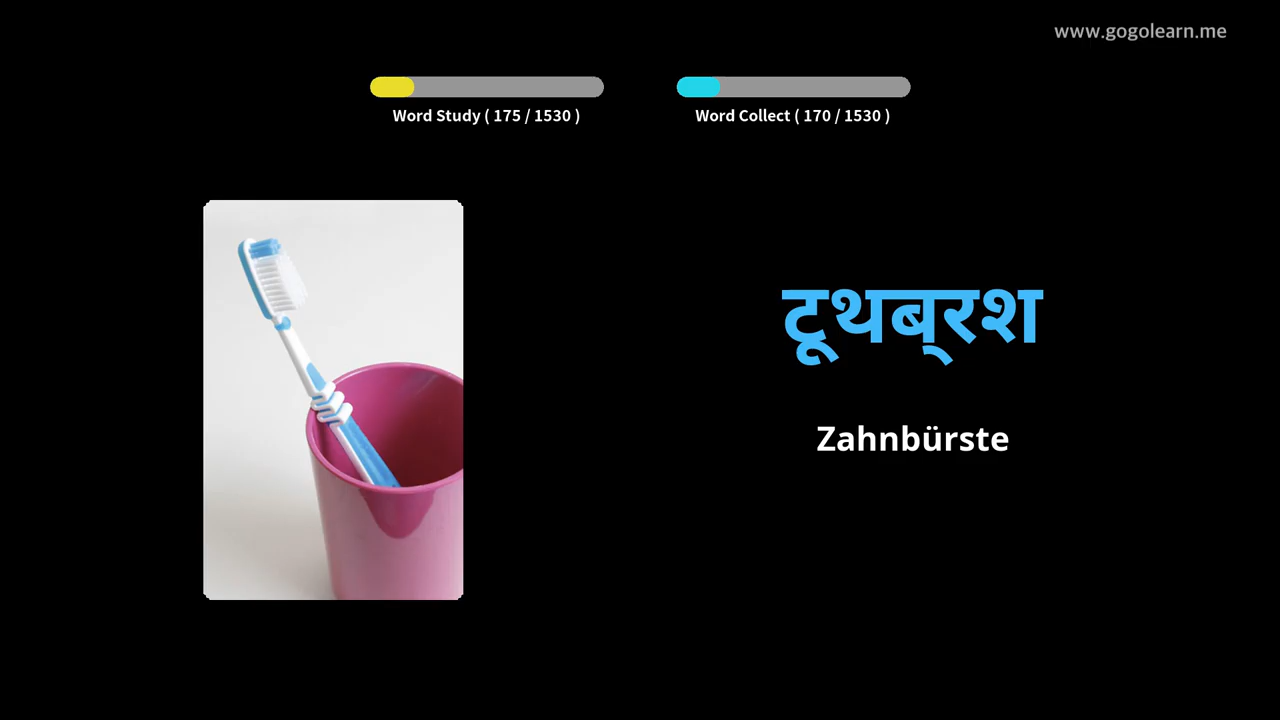 www.gogolearn.me
Word Study ( 175 / 1530 )
Word Collect ( 170 / 1530 )
टूथब्रश
Zahnbürste